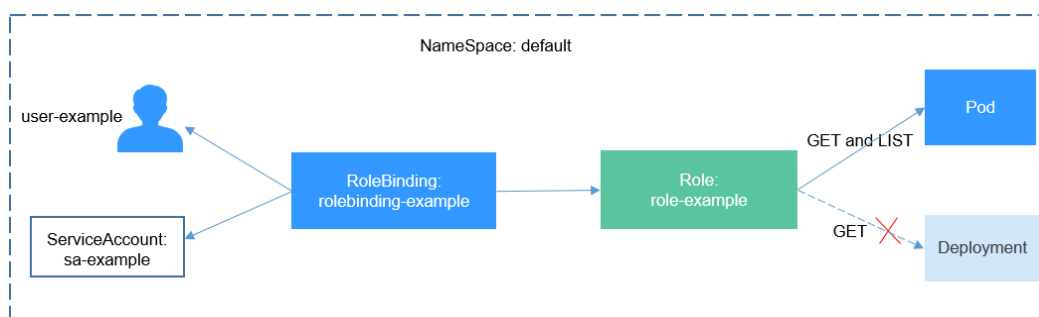 NameSpace: default
user-example
Pod
GET and LIST
RoleBinding:
rolebinding-example
Role:
role-example
ServiceAccount:
sa-example
GET
Deployment